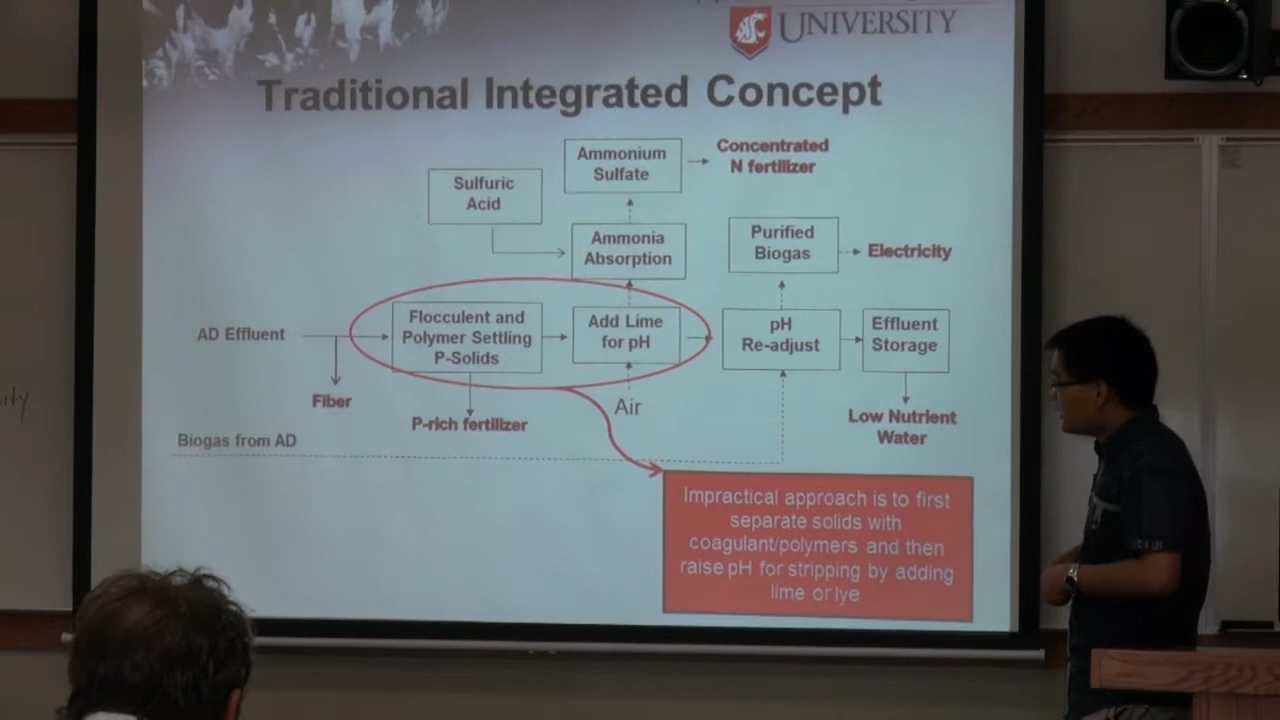 UNIVERSITY
Traditional Integrated Concept
Ammonium
Sulfate
Concentrated
N fertilizer
Sulfuric
Acid
Ammonia
Absorption
Purified
Biogas
Electricity
AD Effluent
Flocculent and
Polymer Settling
P-Solids
Add Lime
for pH
pH
Re-adjust
Effluent
Storage
Fiber
P-rich fertilizer
Air
Low Nutrient
Water
Biogas from AD
Impractical approach is to first
separate solids with
coagulant/polymers and then
raise pH for stripping by adding
lime or lye